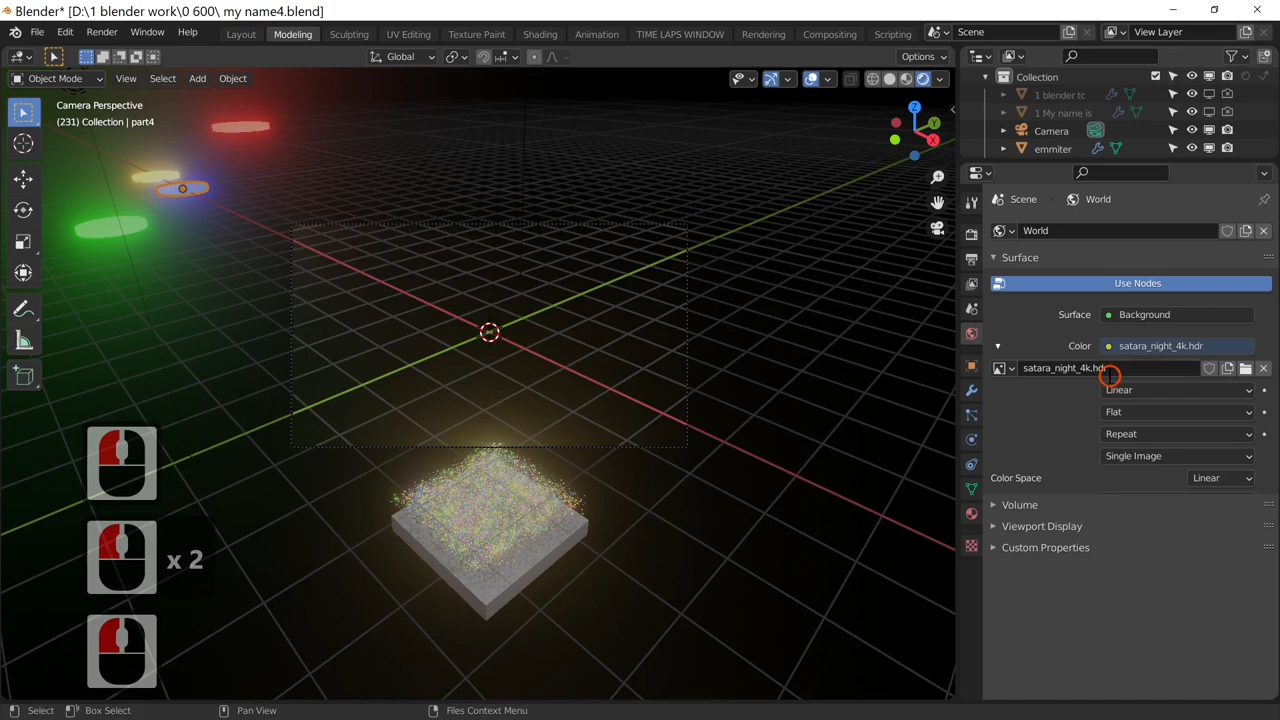 Blender* [D:\1 blender work\0 600\ my name4.blend]
File Edit Render Window Help
Layout Modeling Sculpting UV Editing Texture Paint Shading Animation TIME LAPS WINDOW Rendering Compositing Scripting
Scene
View Layer
Global
Options
Object Mode View Select Add Object
Camera Perspective
(231) Collection | part4
Z
Y
X
Collection
1 blender tc
1 My name is
Camera
emmiter
Scene World
World
Surface
Use Nodes
Surface Background
Color satara_night_4k.hdr
satara_night_4k.hdr
Linear
Flat
Repeat
Single Image
Color Space Linear
Volume
Viewport Display
Custom Properties
x 2
Select Box Select Pan View Files Context Menu